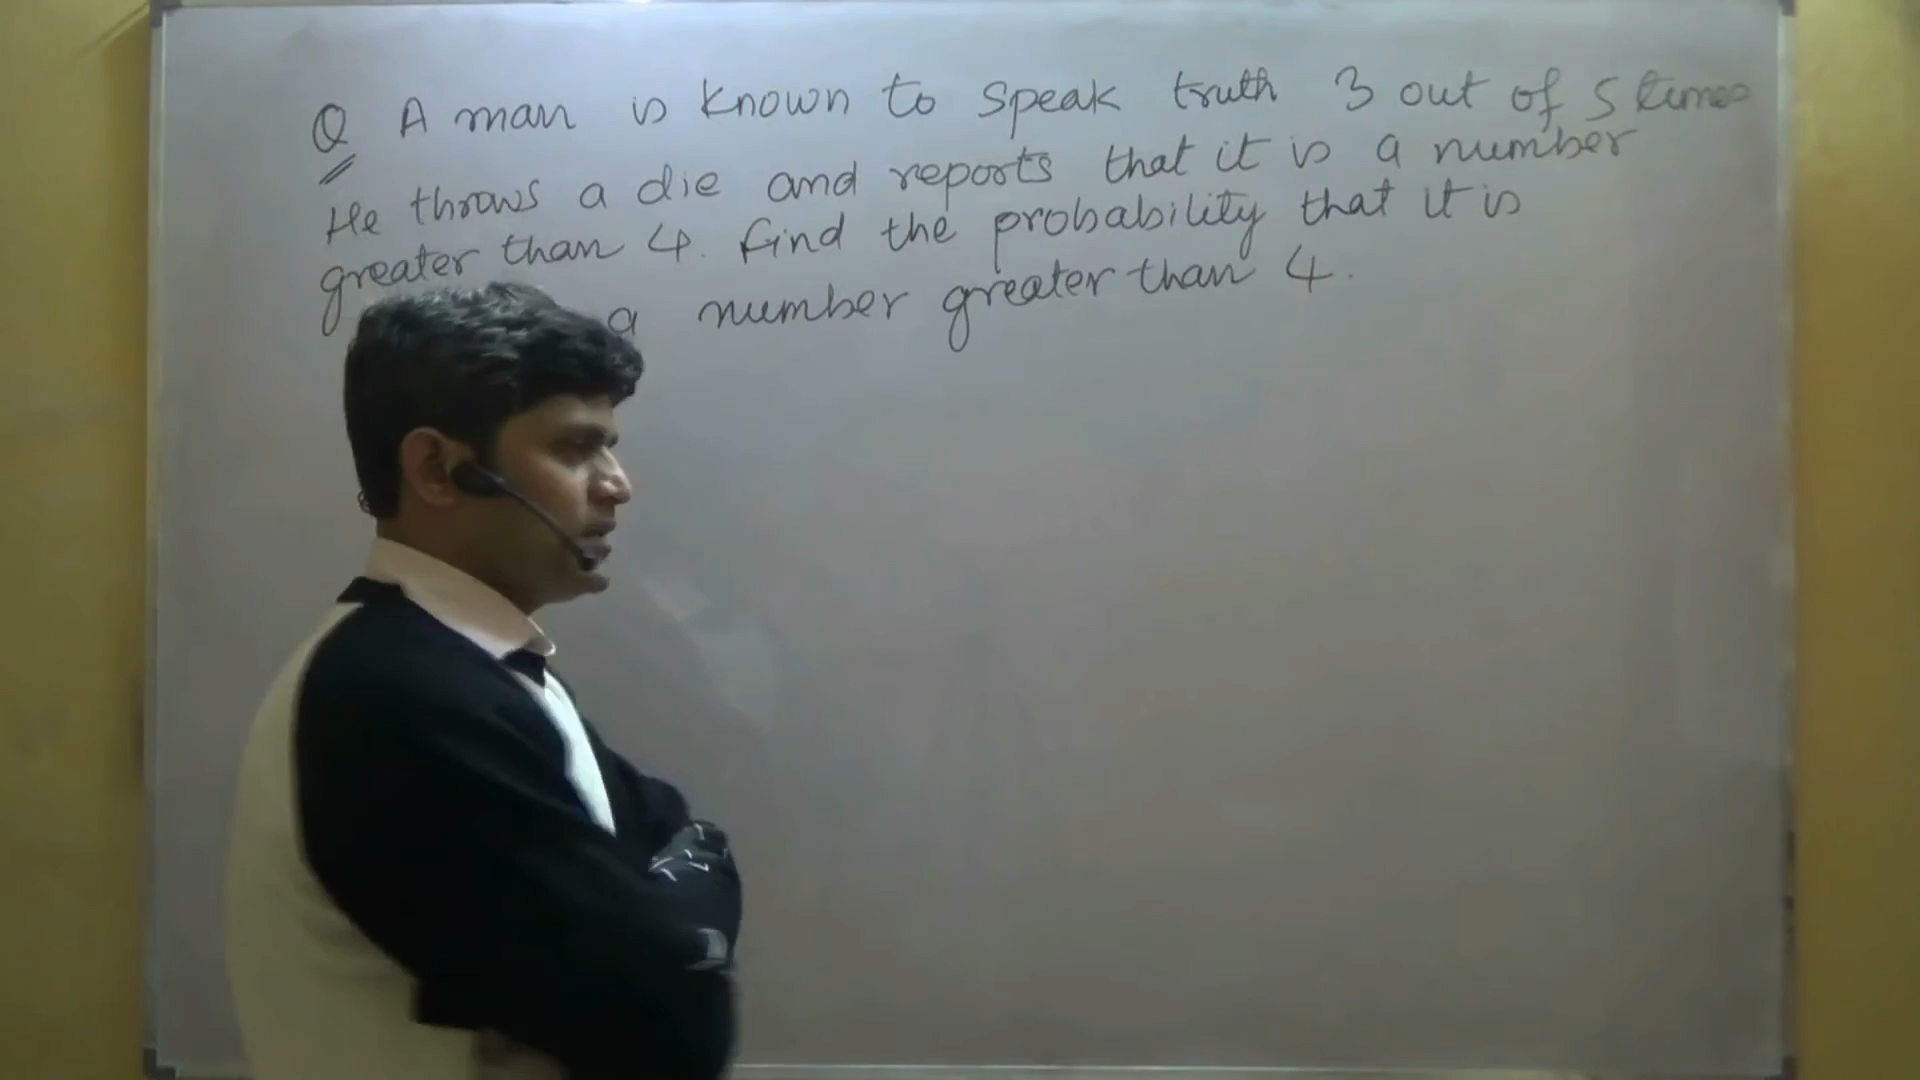 Q A man is known to speak truth 3 out of 5 times
He throws a die and reports that it is a number
greater than 4. Find the probability that it is
a number greater than 4.